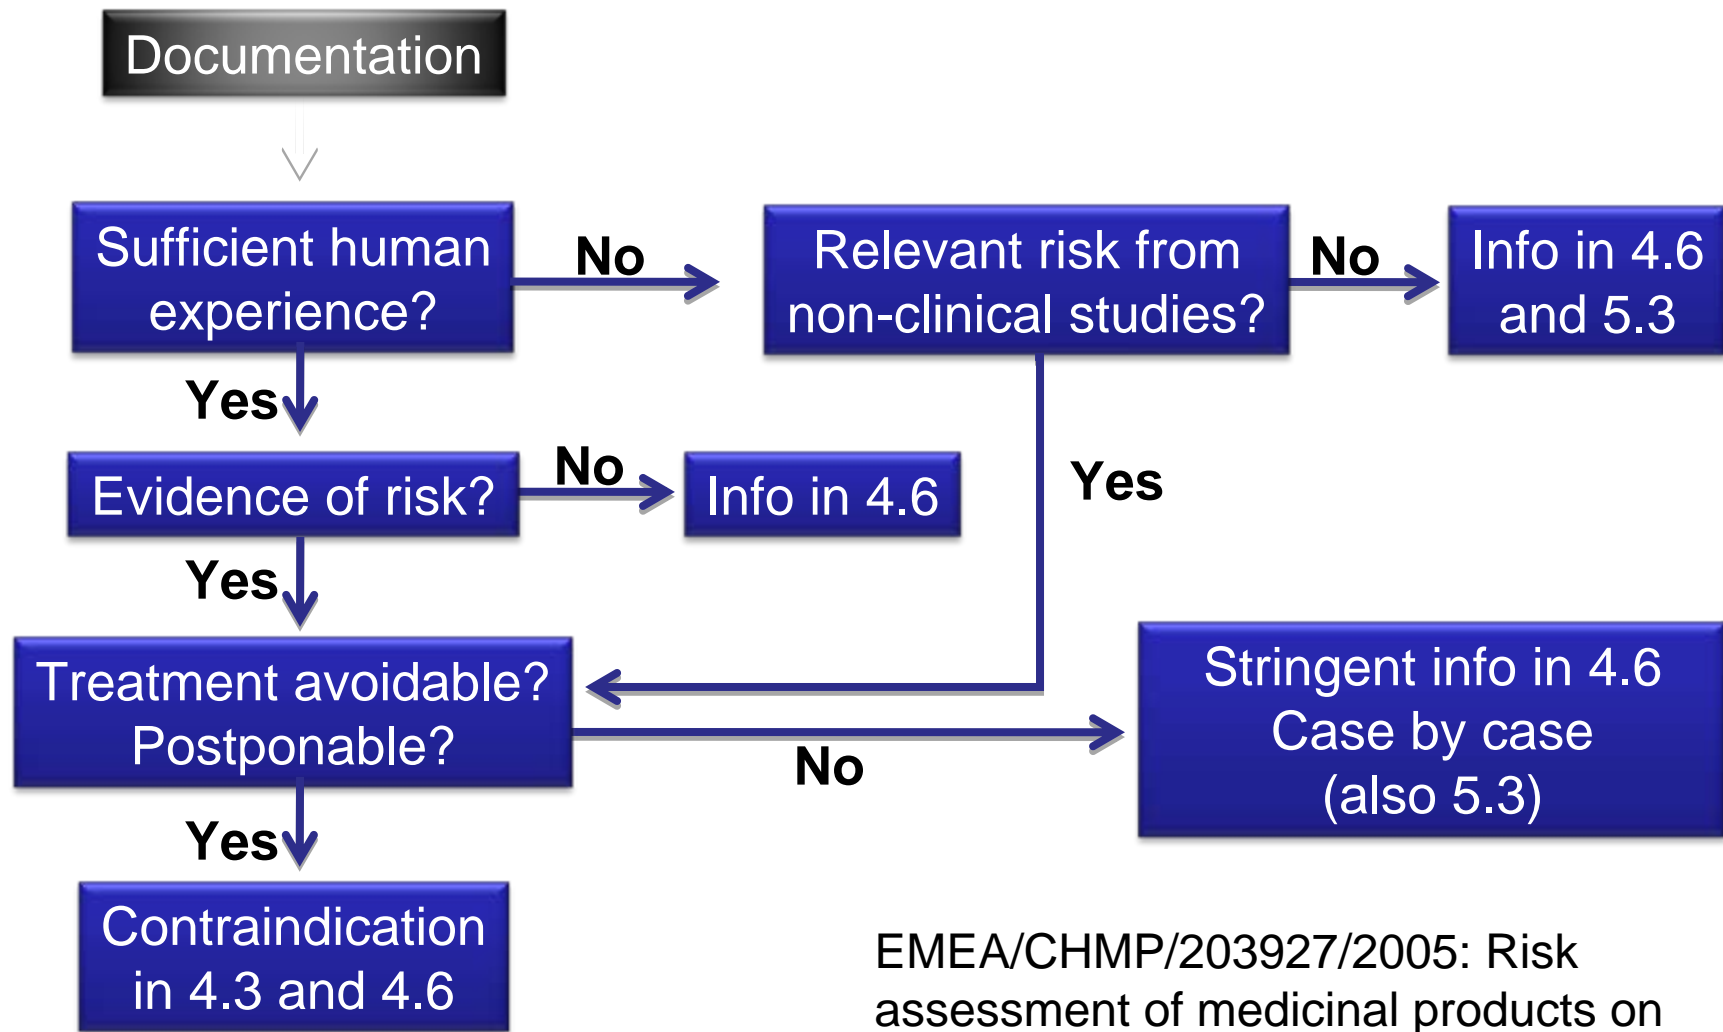 Documentation
Sufficient human
experience?
No
Relevant risk from
non-clinical studies?
No
Info in 4.6
and 5.3
Yes
Evidence of risk?
No
Info in 4.6
Yes
Yes
Treatment avoidable?
Postponable?
No
Stringent info in 4.6
Case by case
(also 5.3)
Yes
Contraindication
in 4.3 and 4.6
EMEA/CHMP/203927/2005: Risk
assessment of medicinal products on